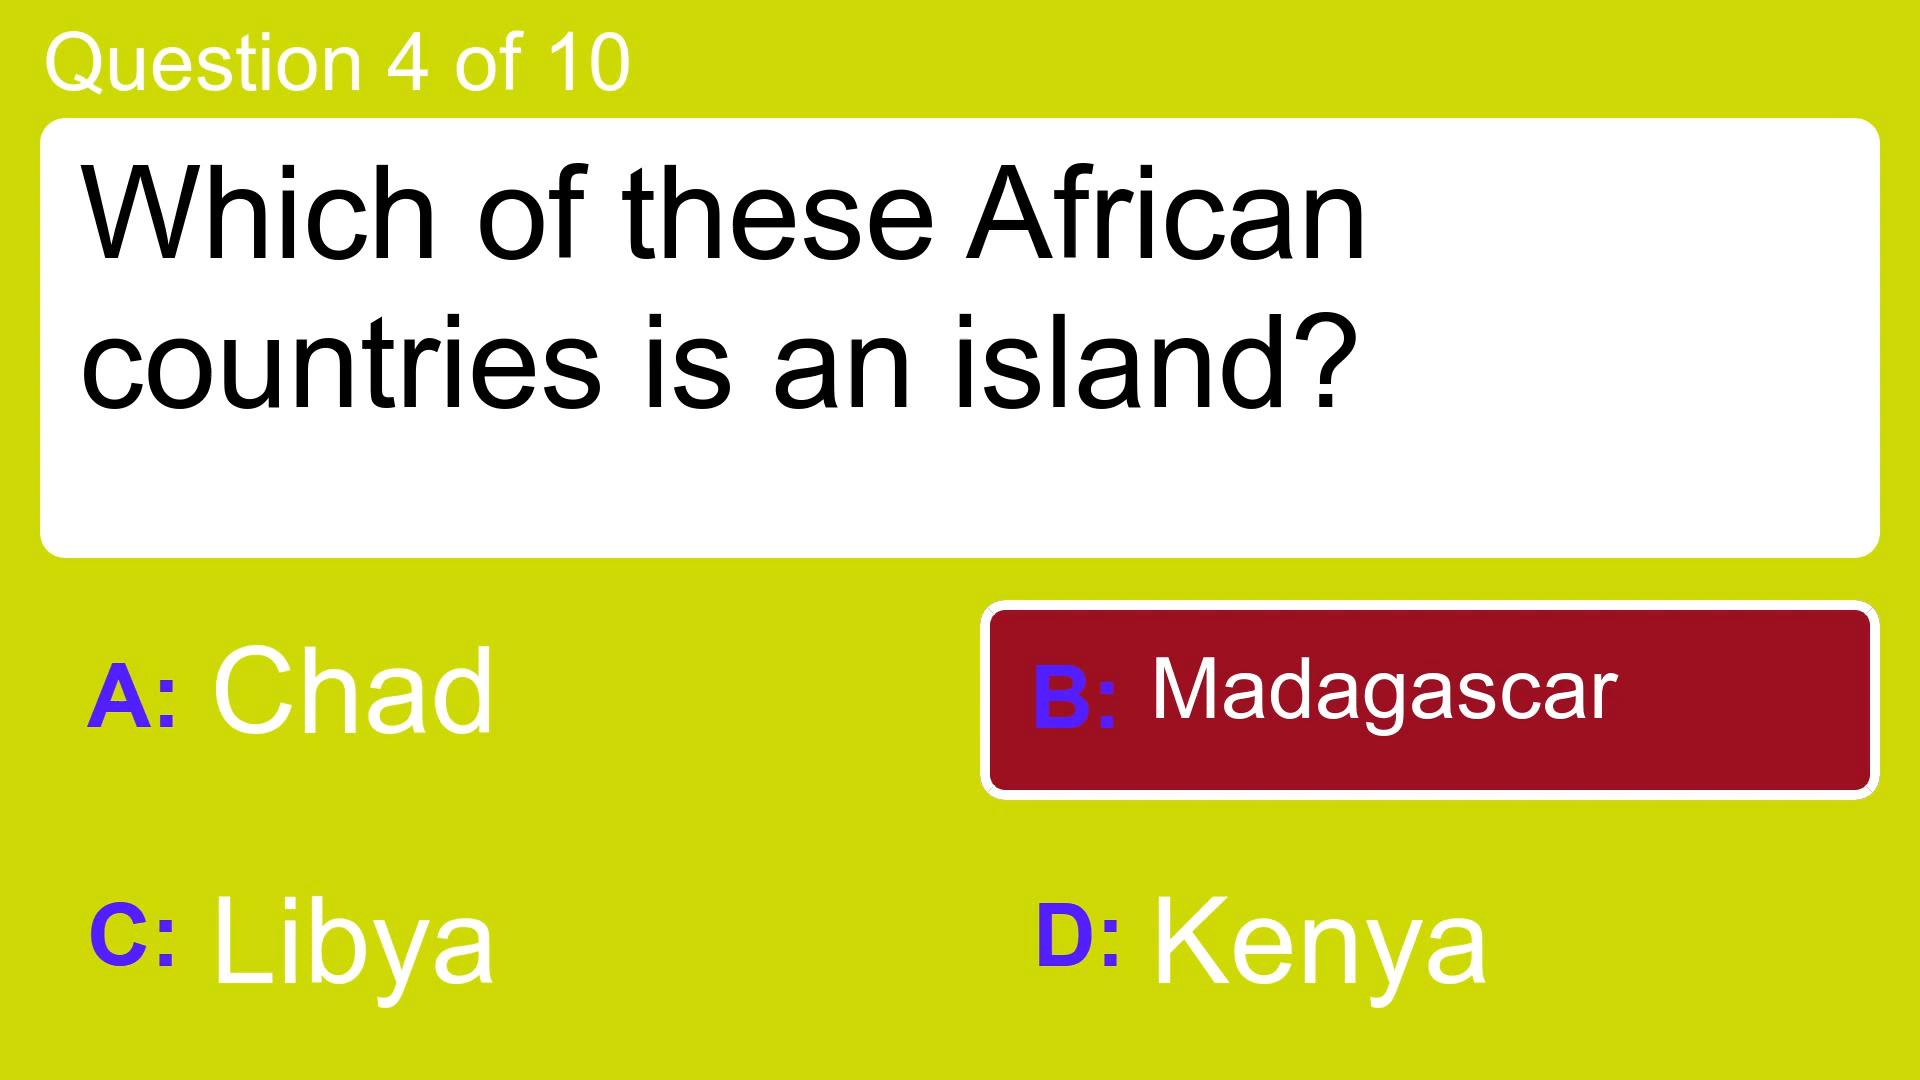 Question 4 of 10
Which of these African
countries is an island?
A: Chad
B: Madagascar
C: Libya
D: Kenya